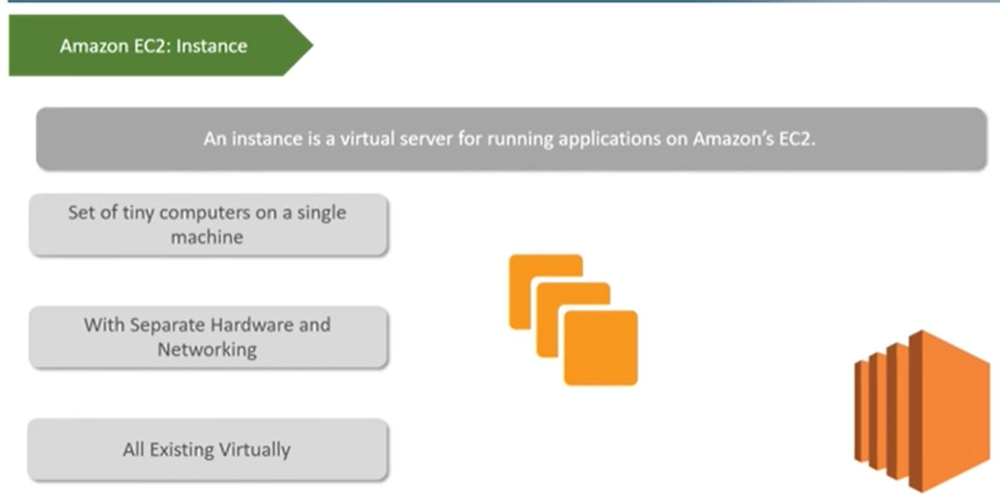 Amazon EC2: Instance
An instance is a virtual server for running applications on Amazon’s EC2.
Set of tiny computers on a single
machine
With Separate Hardware and
Networking
All Existing Virtually